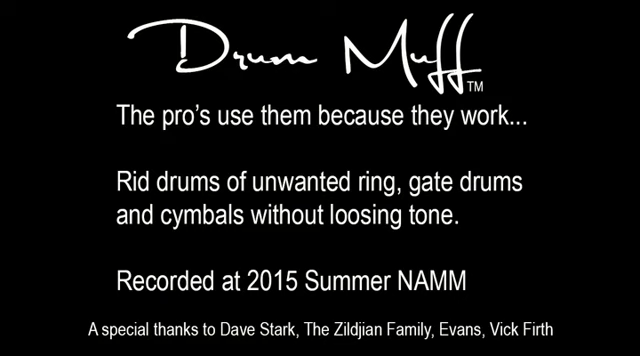 Drum Muff TM
The pro's use them because they work...
Rid drums of unwanted ring, gate drums
and cymbals without loosing tone.
Recorded at 2015 Summer NAMM
A special thanks to Dave Stark, The Zildjian Family, Evans, Vick Firth